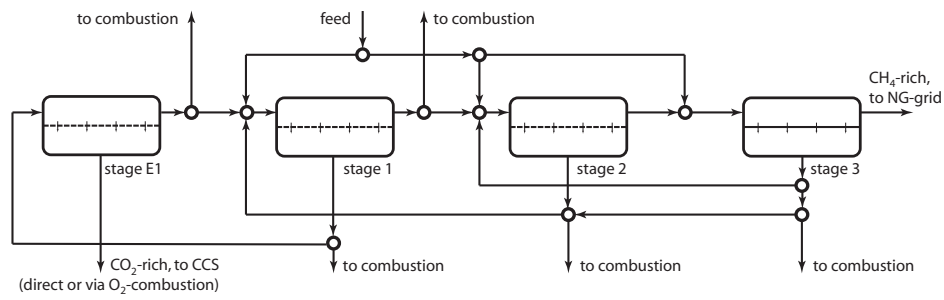 to combustion
feed
to combustion
CH₄-rich,
to NG-grid
stage E1
stage 1
stage 2
stage 3
CO₂-rich, to CCS
(direct or via O₂-combustion)
to combustion
to combustion
to combustion